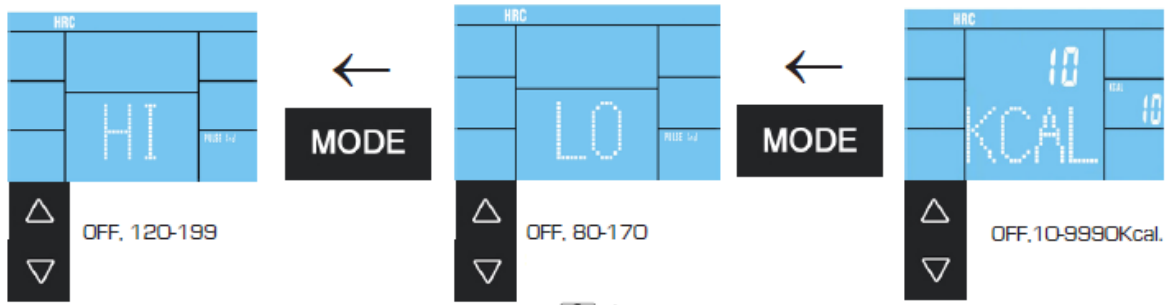 HRC
HI
PULSE
MODE
OFF, 120-199
HRC
LO
PULSE
MODE
OFF, 80-170
HRC
10
KCAL
10
KCAL
OFF,10-9990Kcal.